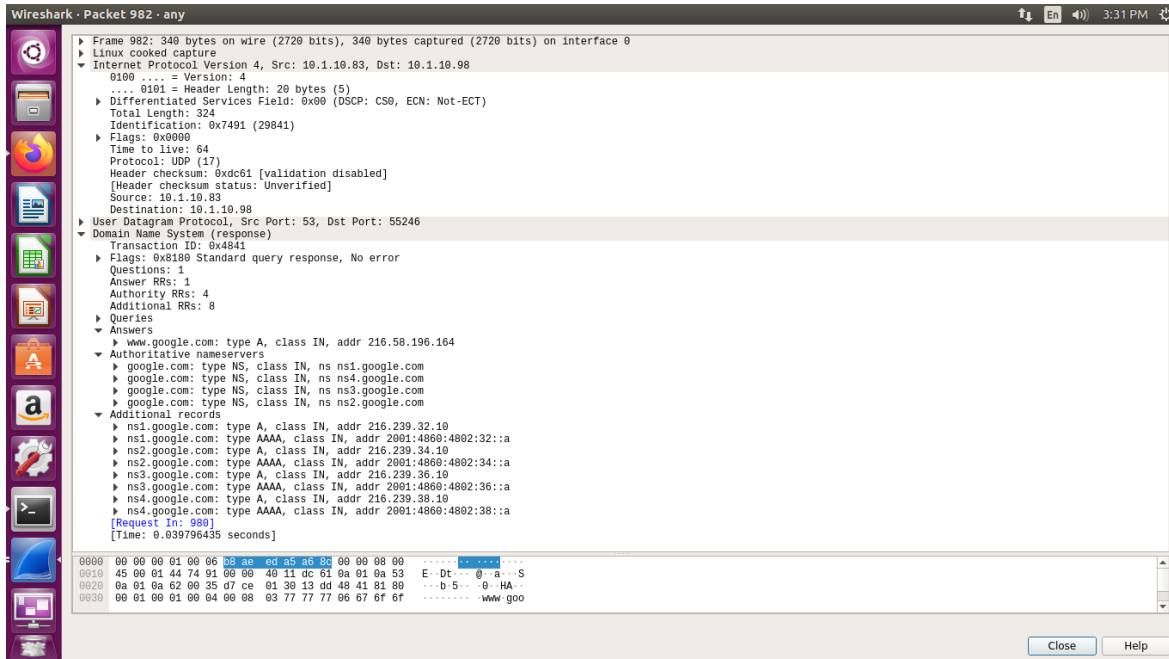 Wireshark · Packet 982 · any
En
3:31 PM
Frame 982: 340 bytes on wire (2720 bits), 340 bytes captured (2720 bits) on interface 0
Linux cooked capture
Internet Protocol Version 4, Src: 10.1.10.83, Dst: 10.1.10.98
0100 .... = Version: 4
.... 0101 = Header Length: 20 bytes (5)
Differentiated Services Field: 0x00 (DSCP: CS0, ECN: Not-ECT)
Total Length: 324
Identification: 0x7491 (29841)
Flags: 0x0000
Time to live: 64
Protocol: UDP (17)
Header checksum: 0xdc61 [validation disabled]
[Header checksum status: Unverified]
Source: 10.1.10.83
Destination: 10.1.10.98
User Datagram Protocol, Src Port: 53, Dst Port: 55246
Domain Name System (response)
Transaction ID: 0x4841
Flags: 0x8180 Standard query response, No error
Questions: 1
Answer RRs: 1
Authority RRs: 4
Additional RRs: 8
Queries
Answers
www.google.com: type A, class IN, addr 216.58.196.164
Authoritative nameservers
google.com: type NS, class IN, ns ns1.google.com
google.com: type NS, class IN, ns ns4.google.com
google.com: type NS, class IN, ns ns3.google.com
google.com: type NS, class IN, ns ns2.google.com
Additional records
ns1.google.com: type A, class IN, addr 216.239.32.10
ns1.google.com: type AAAA, class IN, addr 2001:4860:4802:32::a
ns2.google.com: type A, class IN, addr 216.239.34.10
ns2.google.com: type AAAA, class IN, addr 2001:4860:4802:34::a
ns3.google.com: type A, class IN, addr 216.239.36.10
ns3.google.com: type AAAA, class IN, addr 2001:4860:4802:36::a
ns4.google.com: type A, class IN, addr 216.239.38.10
ns4.google.com: type AAAA, class IN, addr 2001:4860:4802:38::a
[Request In: 980]
[Time: 0.039796435 seconds]
0000 00 00 00 01 00 06 b8 ae ed a5 a6 8c 00 00 08 00 ········ ········
0010 45 00 01 44 74 91 00 00 40 11 dc 61 0a 01 0a 53 E··Dt··· @··a···S
0020 0a 01 0a 62 00 35 d7 ce 01 30 13 dd 48 41 81 80 ···b·5·· ·0··HA··
0030 00 01 00 01 00 04 00 08 03 77 77 77 06 67 6f 6f ········ ·www·goo
Close
Help